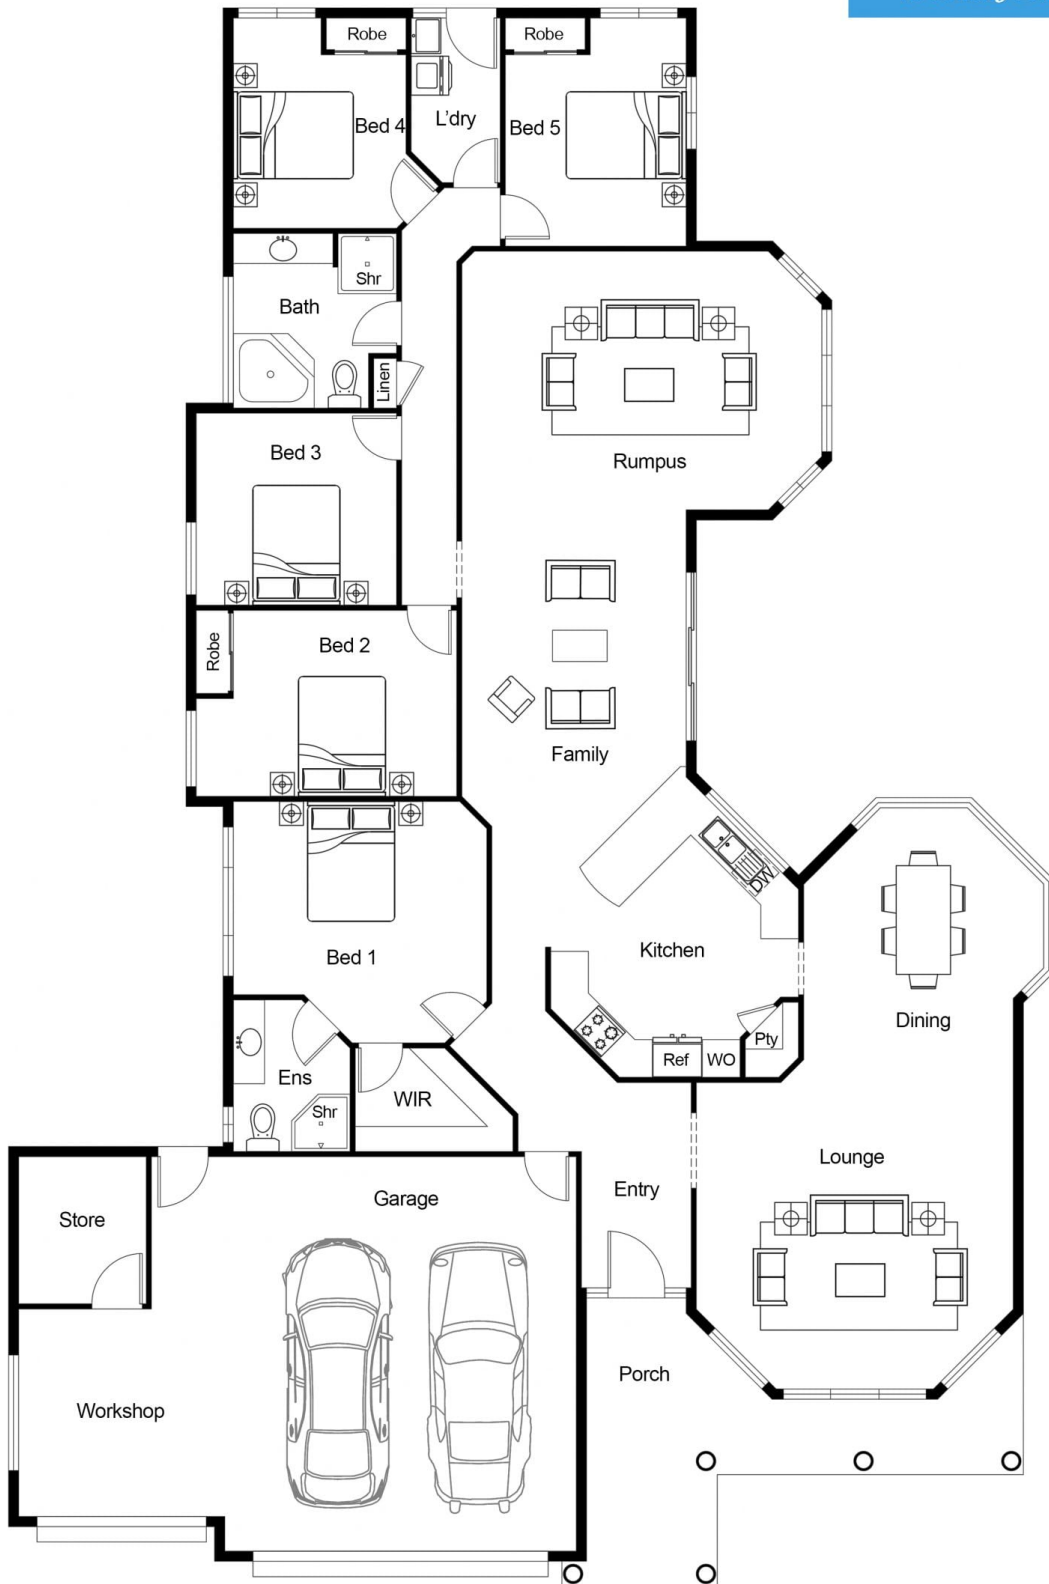 Robe
Robe
Bed 4
L'dry
Bed 5
Shr
Bath
Linen
Bed 3
Rumpus
Robe
Bed 2
Family
DW
Bed 1
Kitchen
Dining
Pty
Ref
WO
Ens
WIR
Shr
Lounge
Garage
Entry
Store
Porch
Workshop